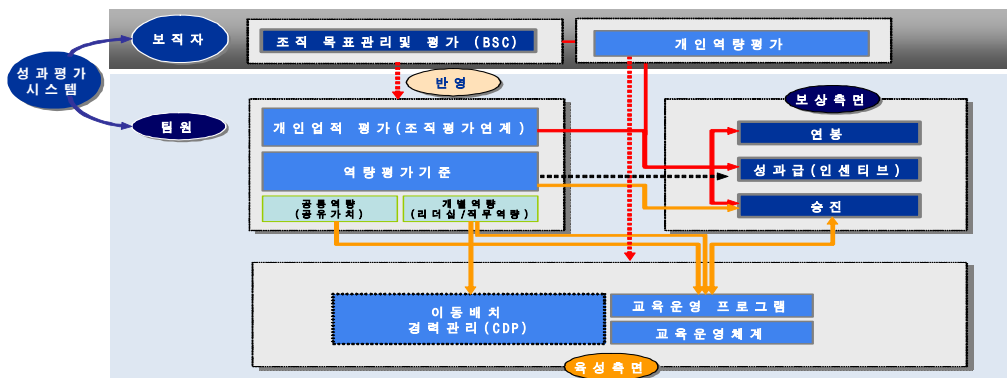 보직자
조직 목표관리및 평가 (BSC)
개인역량평가
성과평가
시스템
반영
팀원
보상측면
개인업적 평가(조직평가연계)
연봉
역량평가기준
성과급(인센티브)
공통역량
(공유가치)
개별역량
(리더십/직무역량)
승진
이동배치
경력관리(CDP)
교육운영 프로그램
교육운영체계
육성측면